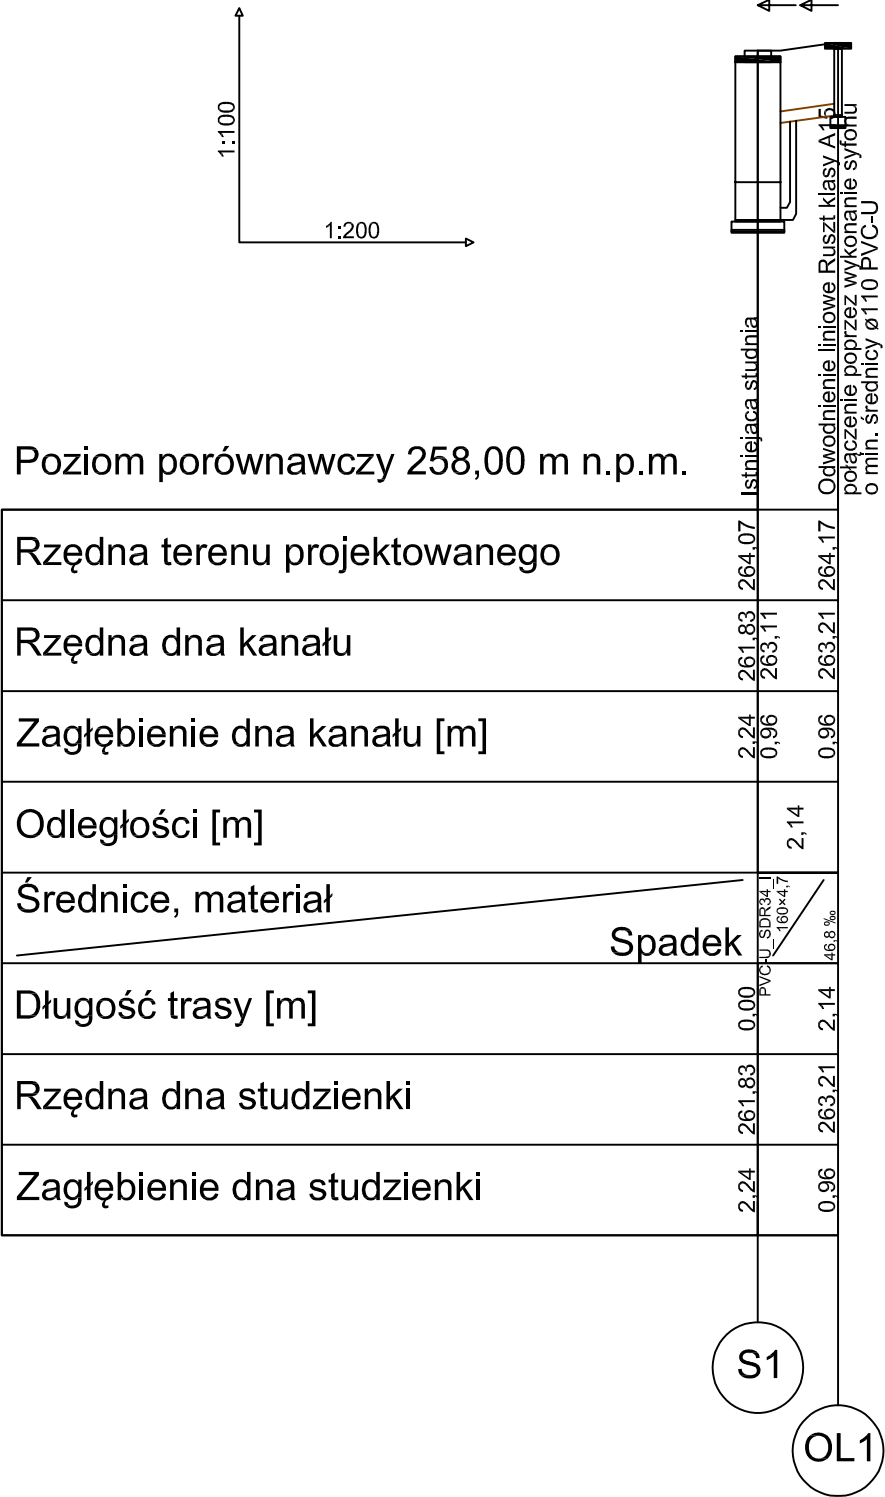 1:100
1:200
Istniejaca studnia
Odwodnienie liniowe Ruszt klasy A15
połączenie poprzez wykonanie syfonu
o min. średnicy ø110 PVC-U
Poziom porównawczy 258,00 m n.p.m.
Rzędna terenu projektowanego
264,07
264,17
Rzędna dna kanału
261,83
263,11
263,21
Zagłębienie dna kanału [m]
2,24
0,96
0,96
Odległości [m]
2,14
Średnice, materiał
Spadek
PVC-U_SDR34_l
160×4,7
46,8 ‰
Długość trasy [m]
0,00
2,14
Rzędna dna studzienki
261,83
263,21
Zagłębienie dna studzienki
2,24
0,96
S1
OL1